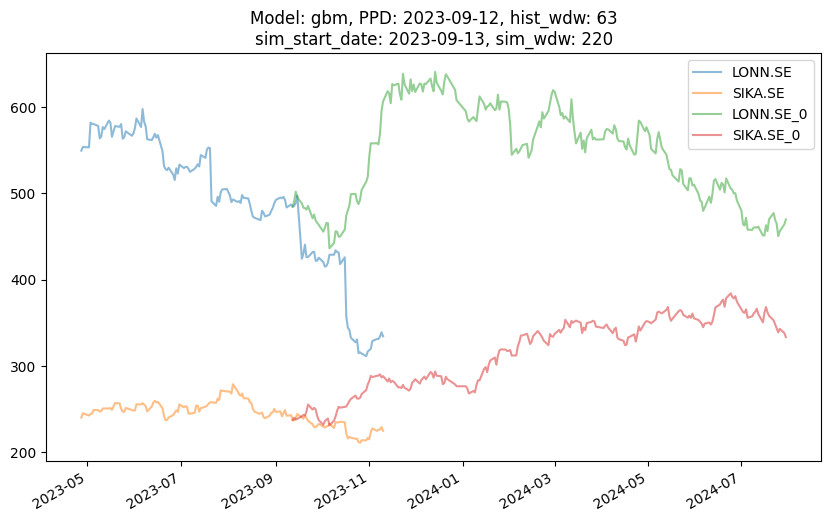 Model: gbm, PPD: 2023-09-12, hist_wdw: 63
sim_start_date: 2023-09-13, sim_wdw: 220
LONN.SE
SIKA.SE
LONN.SE_0
SIKA.SE_0
600
500
400
300
200
2023-05
2023-07
2023-09
2023-11
2024-01
2024-03
2024-05
2024-07